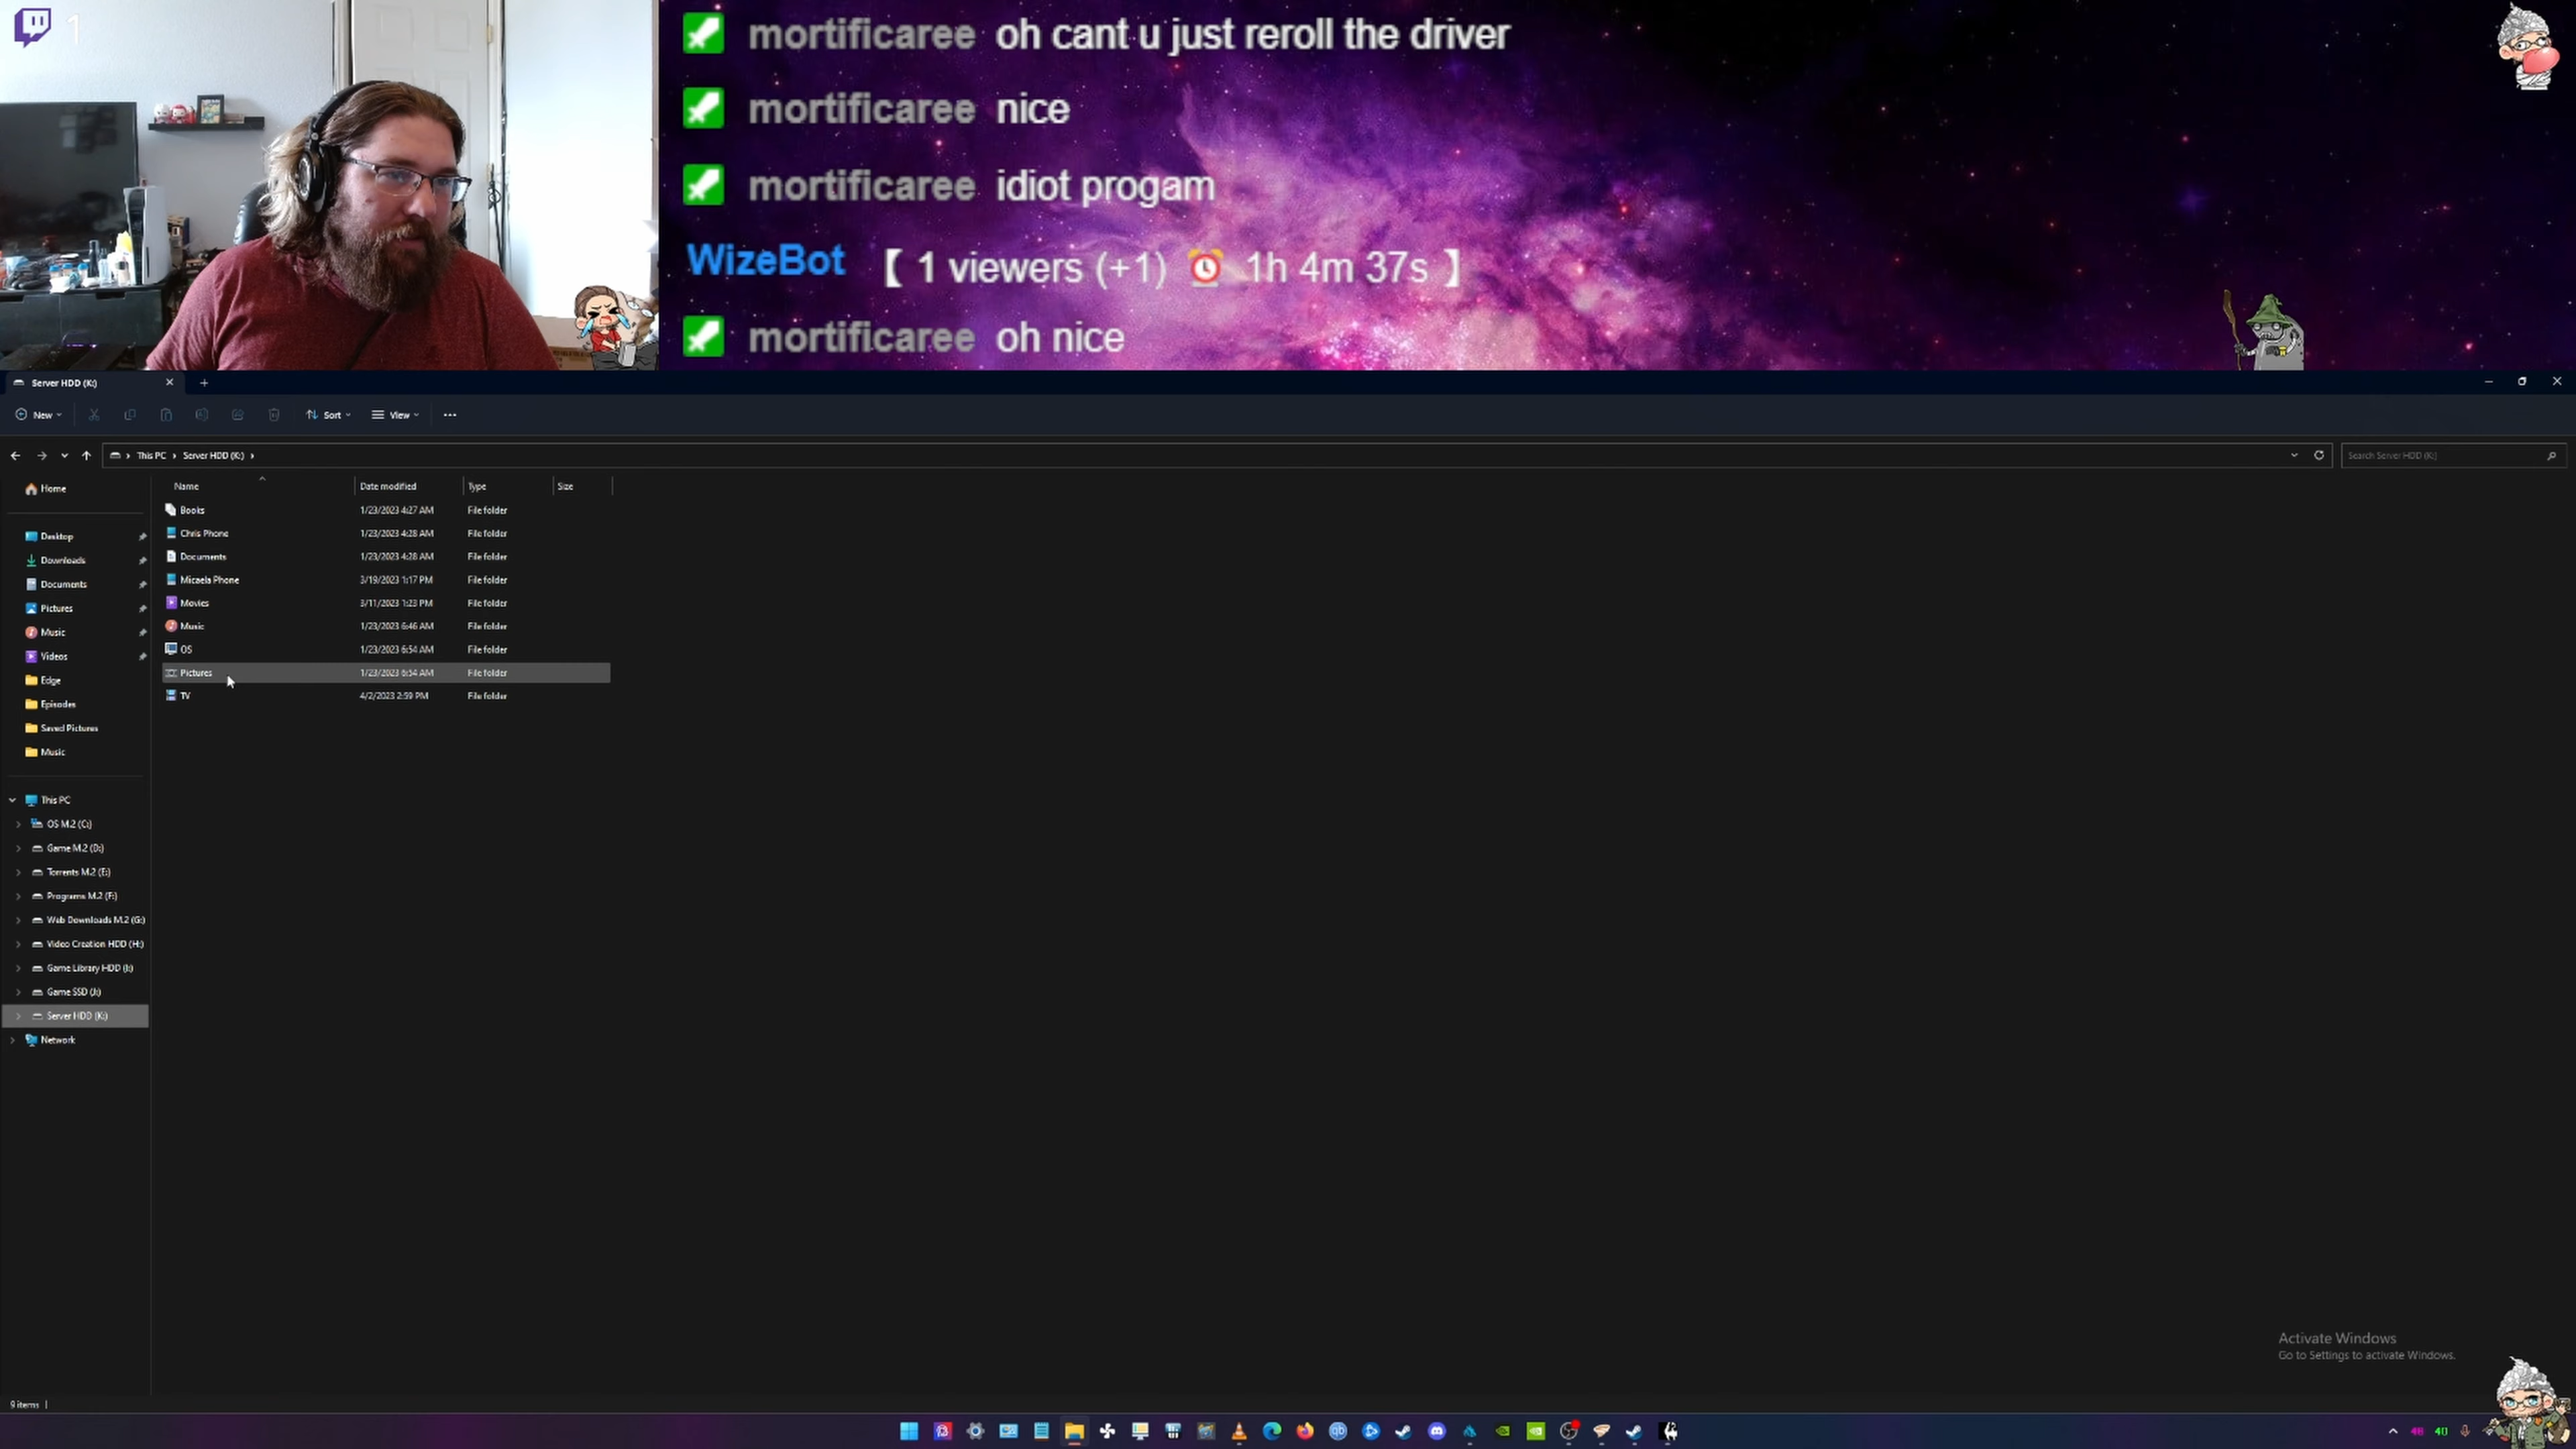 1
mortificaree oh cant u just reroll the driver
mortificaree nice
mortificaree idiot progam
WizeBot 【 1 viewers (+1) ⏰ 1h 4m 37s 】
mortificaree oh nice
Server HDD (K:)
New
Sort
View
This PC › Server HDD (K:) ›
Search Server HDD (K:)
Home
Desktop
Downloads
Documents
Pictures
Music
Videos
Edge
Episodes
Saved Pictures
Music
This PC
OS M.2 (C:)
Game M.2 (D:)
Torrents M.2 (E:)
Programs M.2 (F:)
Web Downloads M.2 (G:)
Video Creation HDD (H:)
Game Library HDD (I:)
Game SSD (J:)
Server HDD (K:)
Network
Name Date modified Type Size
Books 1/23/2023 4:27 AM File folder
Chris Phone 1/23/2023 4:28 AM File folder
Documents 1/23/2023 4:28 AM File folder
Micaela Phone 3/19/2023 1:17 PM File folder
Movies 3/11/2023 1:23 PM File folder
Music 1/23/2023 6:46 AM File folder
OS 1/23/2023 6:54 AM File folder
Pictures 1/23/2023 6:54 AM File folder
TV 4/2/2023 2:59 PM File folder
Activate Windows
Go to Settings to activate Windows.
9 items
qb
40